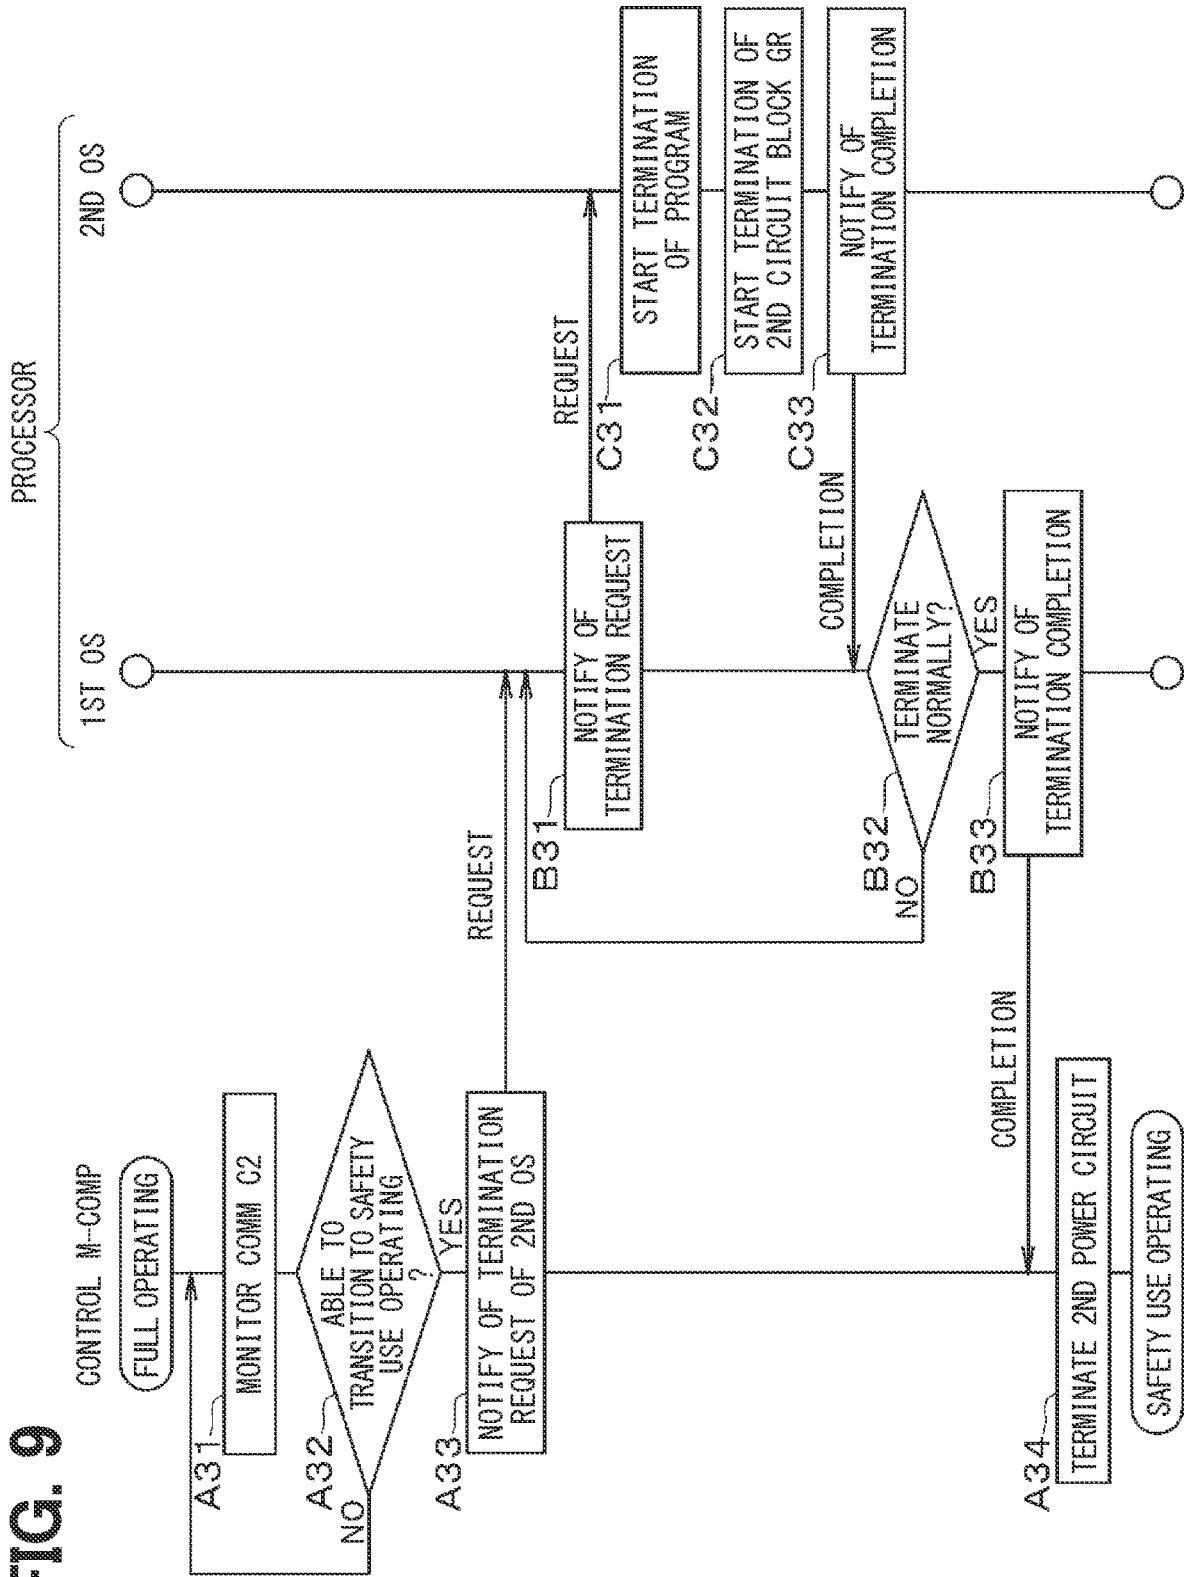 FIG. 9
PROCESSOR
CONTROL M-COMP
1ST OS
2ND OS
FULL OPERATING
A31
MONITOR COMM C2
A32
ABLE TO
TRANSITION TO SAFETY
USE OPERATING
?
NO
YES
A33
NOTIFY OF TERMINATION
REQUEST OF 2ND OS
REQUEST
B31
NOTIFY OF
TERMINATION REQUEST
REQUEST
C31
START TERMINATION
OF PROGRAM
C32
START TERMINATION OF
2ND CIRCUIT BLOCK GR
C33
NOTIFY OF
TERMINATION COMPLETION
COMPLETION
B32
TERMINATE
NORMALLY?
NO
YES
B33
NOTIFY OF
TERMINATION COMPLETION
COMPLETION
A34
TERMINATE 2ND POWER CIRCUIT
SAFETY USE OPERATING